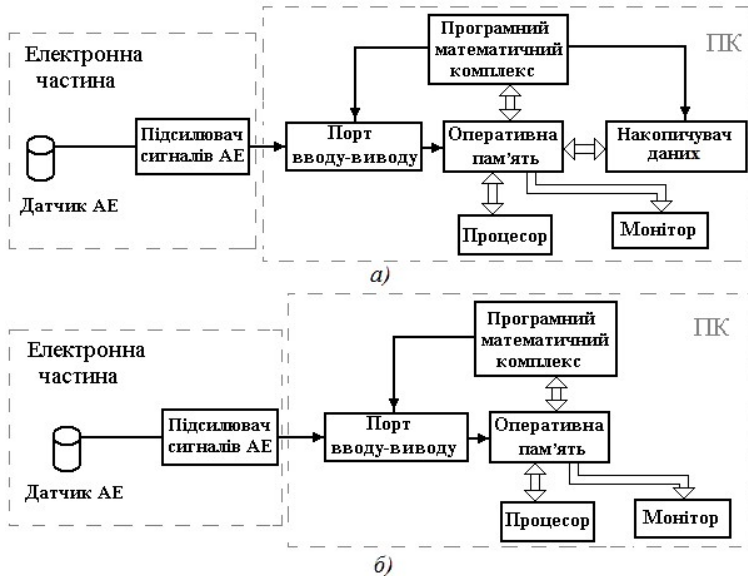 Електронна
частина
Програмний
математичний
комплекс
ПК
Підсилювач
сигналів АЕ
Порт
вводу-виводу
Оперативна
пам'ять
Накопичувач
даних
Датчик АЕ
Процесор
Монітор
а)
Електронна
частина
Програмний
математичний
комплекс
ПК
Підсилювач
сигналів АЕ
Порт
вводу-виводу
Оперативна
пам'ять
Датчик АЕ
Процесор
Монітор
б)